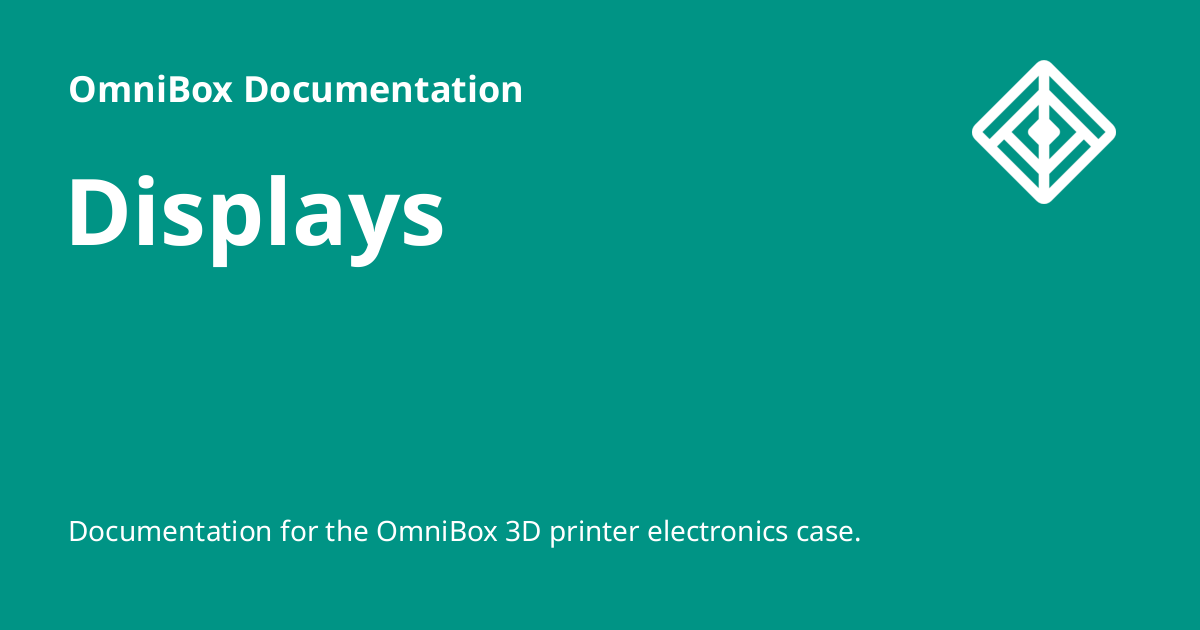 OmniBox Documentation
Displays
Documentation for the OmniBox 3D printer electronics case.